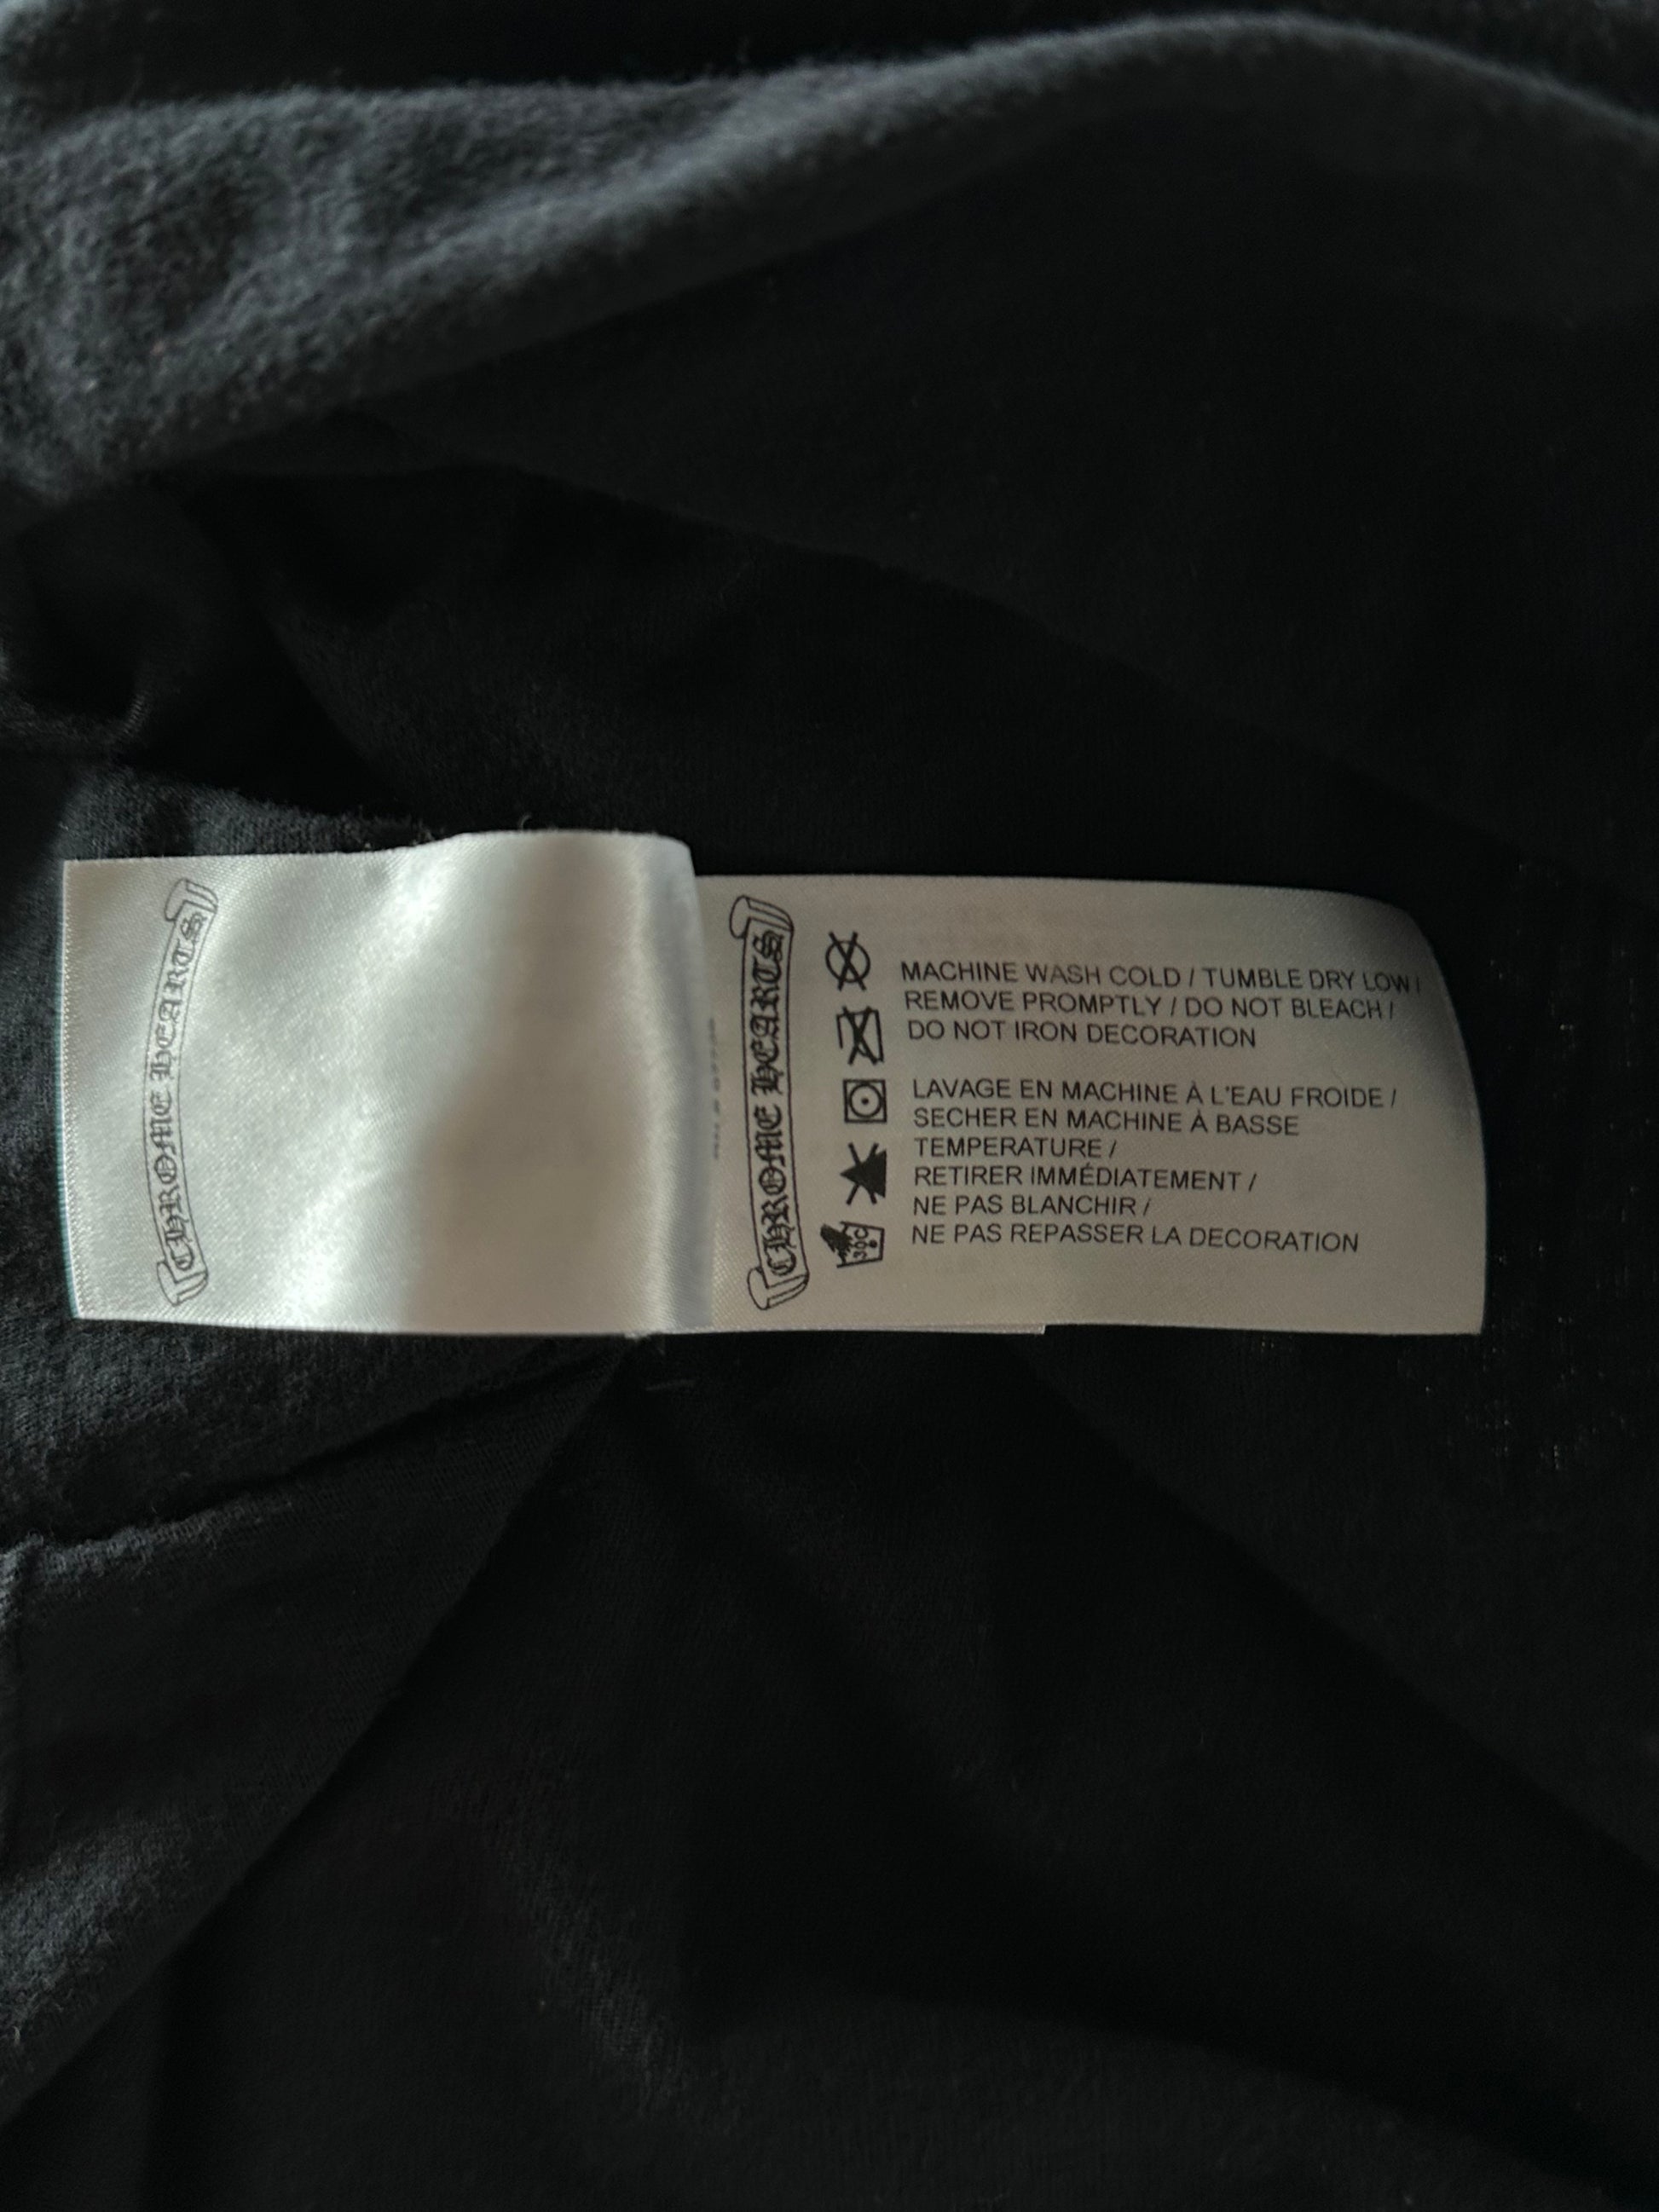 CHROME HEARTS
CHROME HEARTS
MACHINE WASH COLD / TUMBLE DRY LOW /
REMOVE PROMPTLY / DO NOT BLEACH /
DO NOT IRON DECORATION
LAVAGE EN MACHINE À L'EAU FROIDE /
SECHER EN MACHINE À BASSE
TEMPERATURE /
RETIRER IMMÉDIATEMENT /
NE PAS BLANCHIR /
NE PAS REPASSER LA DECORATION
30C